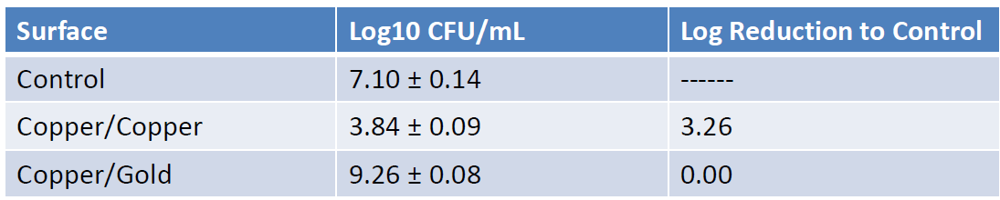 Surface Log10 CFU/mL Log Reduction to Control
Control 7.10 ± 0.14 ------
Copper/Copper 3.84 ± 0.09 3.26
Copper/Gold 9.26 ± 0.08 0.00